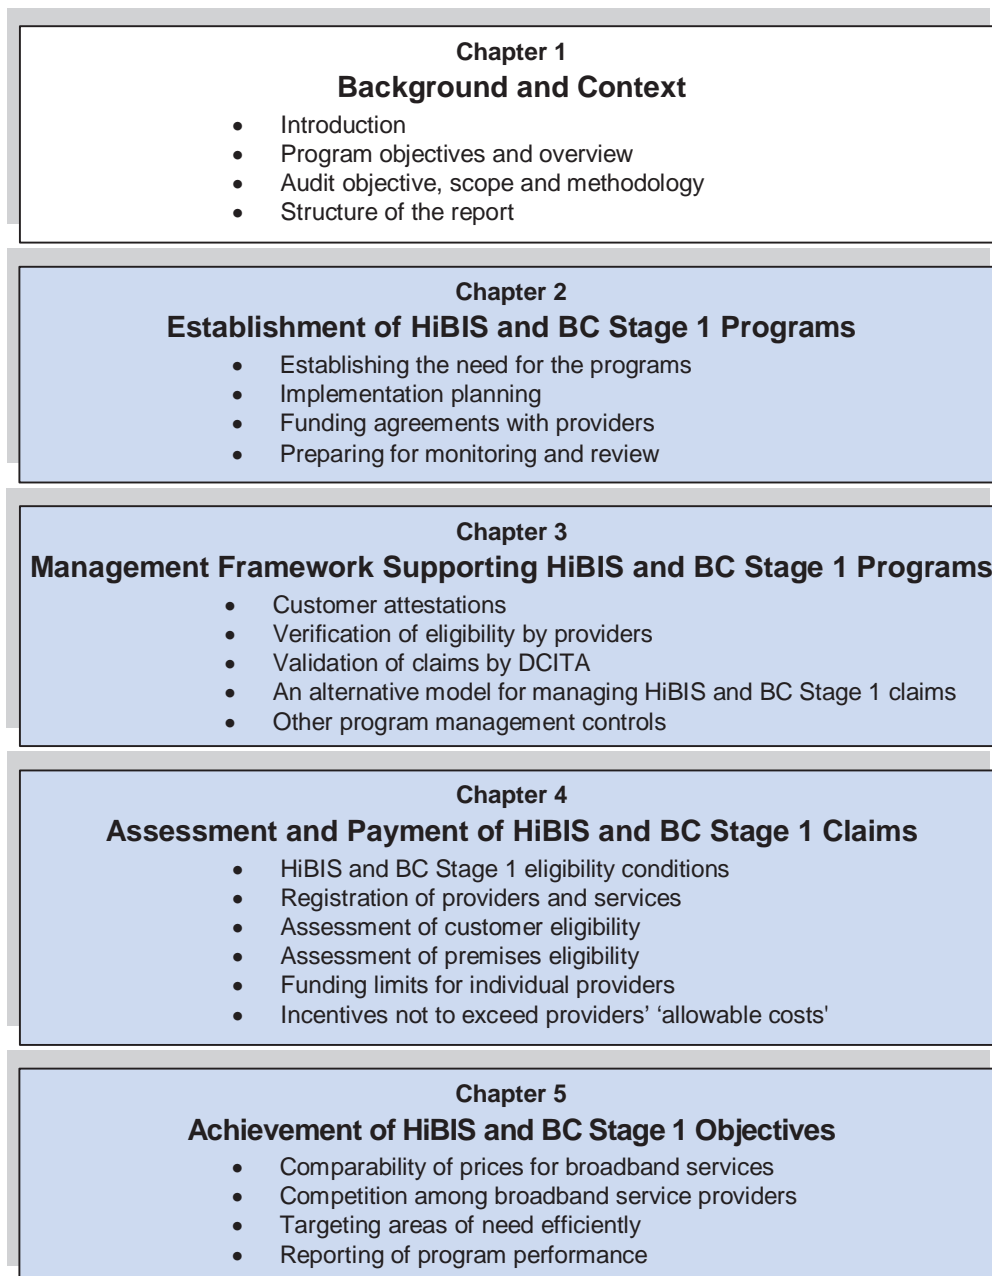 Chapter 1
Background and Context
• Introduction
• Program objectives and overview
• Audit objective, scope and methodology
• Structure of the report
Chapter 2
Establishment of HiBIS and BC Stage 1 Programs
• Establishing the need for the programs
• Implementation planning
• Funding agreements with providers
• Preparing for monitoring and review
Chapter 3
Management Framework Supporting HiBIS and BC Stage 1 Programs
• Customer attestations
• Verification of eligibility by providers
• Validation of claims by DCITA
• An alternative model for managing HiBIS and BC Stage 1 claims
• Other program management controls
Chapter 4
Assessment and Payment of HiBIS and BC Stage 1 Claims
• HiBIS and BC Stage 1 eligibility conditions
• Registration of providers and services
• Assessment of customer eligibility
• Assessment of premises eligibility
• Funding limits for individual providers
• Incentives not to exceed providers’ ‘allowable costs'
Chapter 5
Achievement of HiBIS and BC Stage 1 Objectives
• Comparability of prices for broadband services
• Competition among broadband service providers
• Targeting areas of need efficiently
• Reporting of program performance